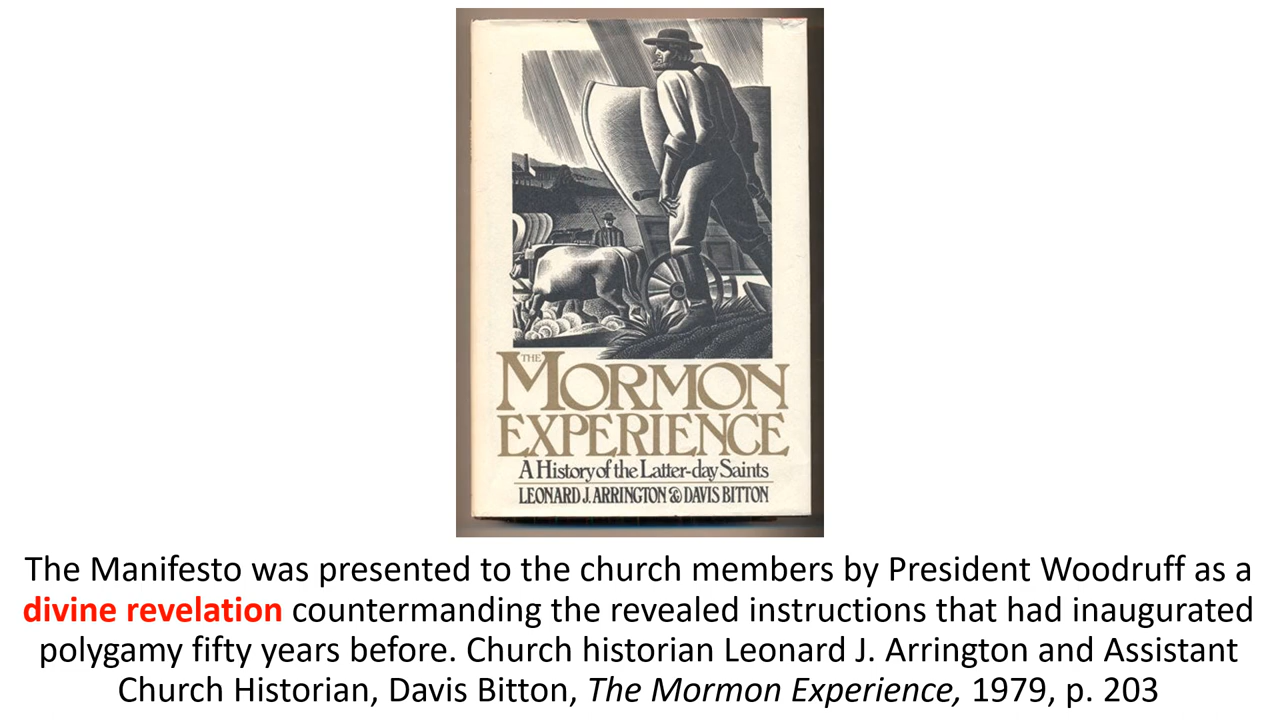 THE
MORMON
EXPERIENCE
A History of the Latter-day Saints
LEONARD J. ARRINGTON & DAVIS BITTON
The Manifesto was presented to the church members by President Woodruff as a
divine revelation countermanding the revealed instructions that had inaugurated
polygamy fifty years before. Church historian Leonard J. Arrington and Assistant
Church Historian, Davis Bitton, The Mormon Experience, 1979, p. 203